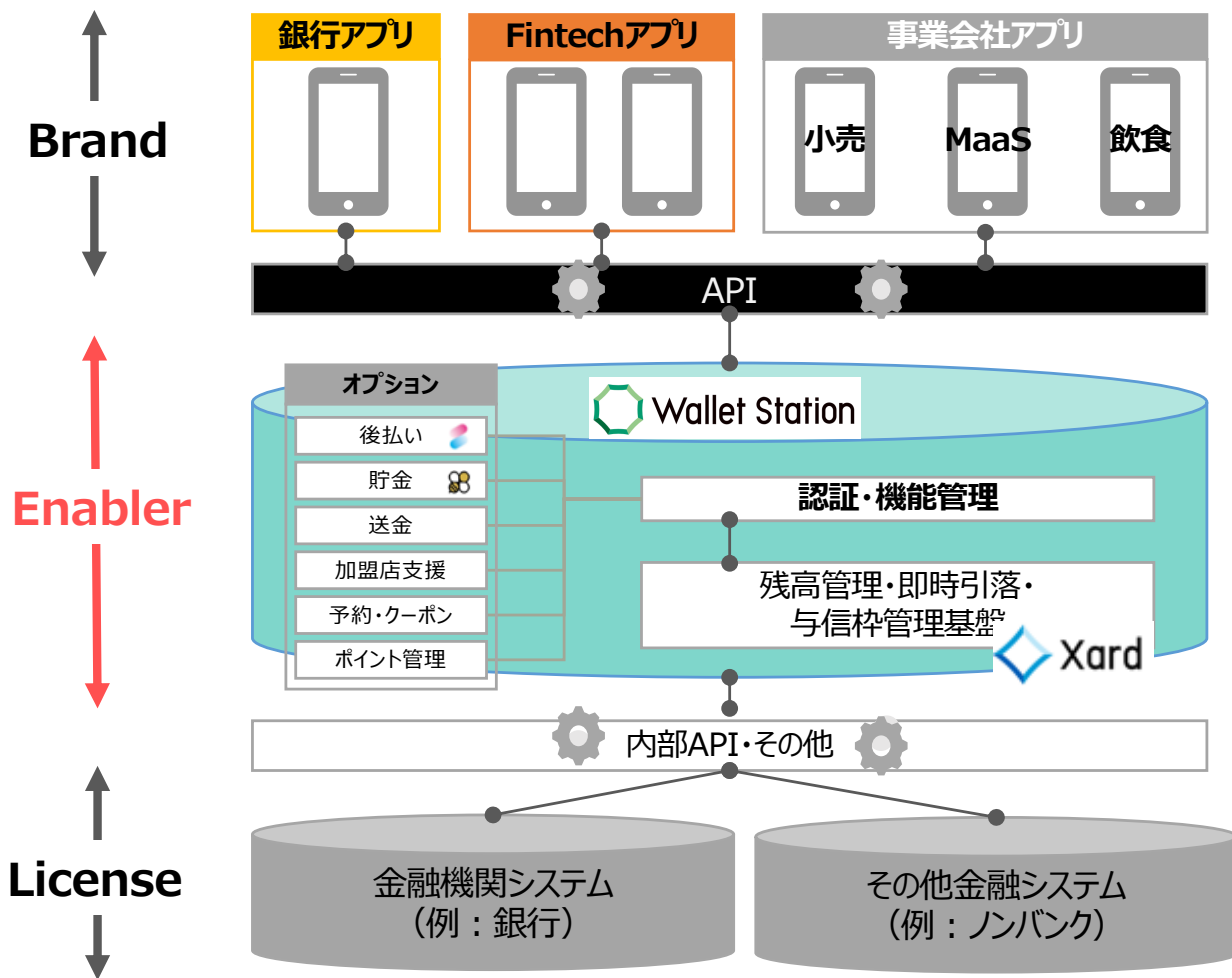 Brand
銀行アプリ
Fintechアプリ
事業会社アプリ
小売
MaaS
飲食
API
Enabler
オプション
後払い
貯金
送金
加盟店支援
予約・クーポン
ポイント管理
Wallet Station
認証・機能管理
残高管理・即時引落・
与信枠管理基盤
Xard
内部API・その他
License
金融機関システム
（例：銀行）
その他金融システム
（例：ノンバンク）